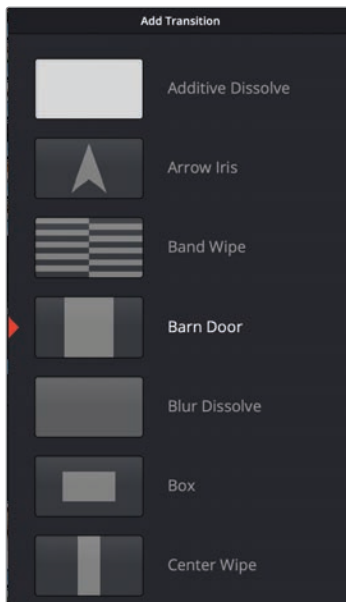 Add Transition
Additive Dissolve
Arrow Iris
Band Wipe
Barn Door
Blur Dissolve
Box
Center Wipe